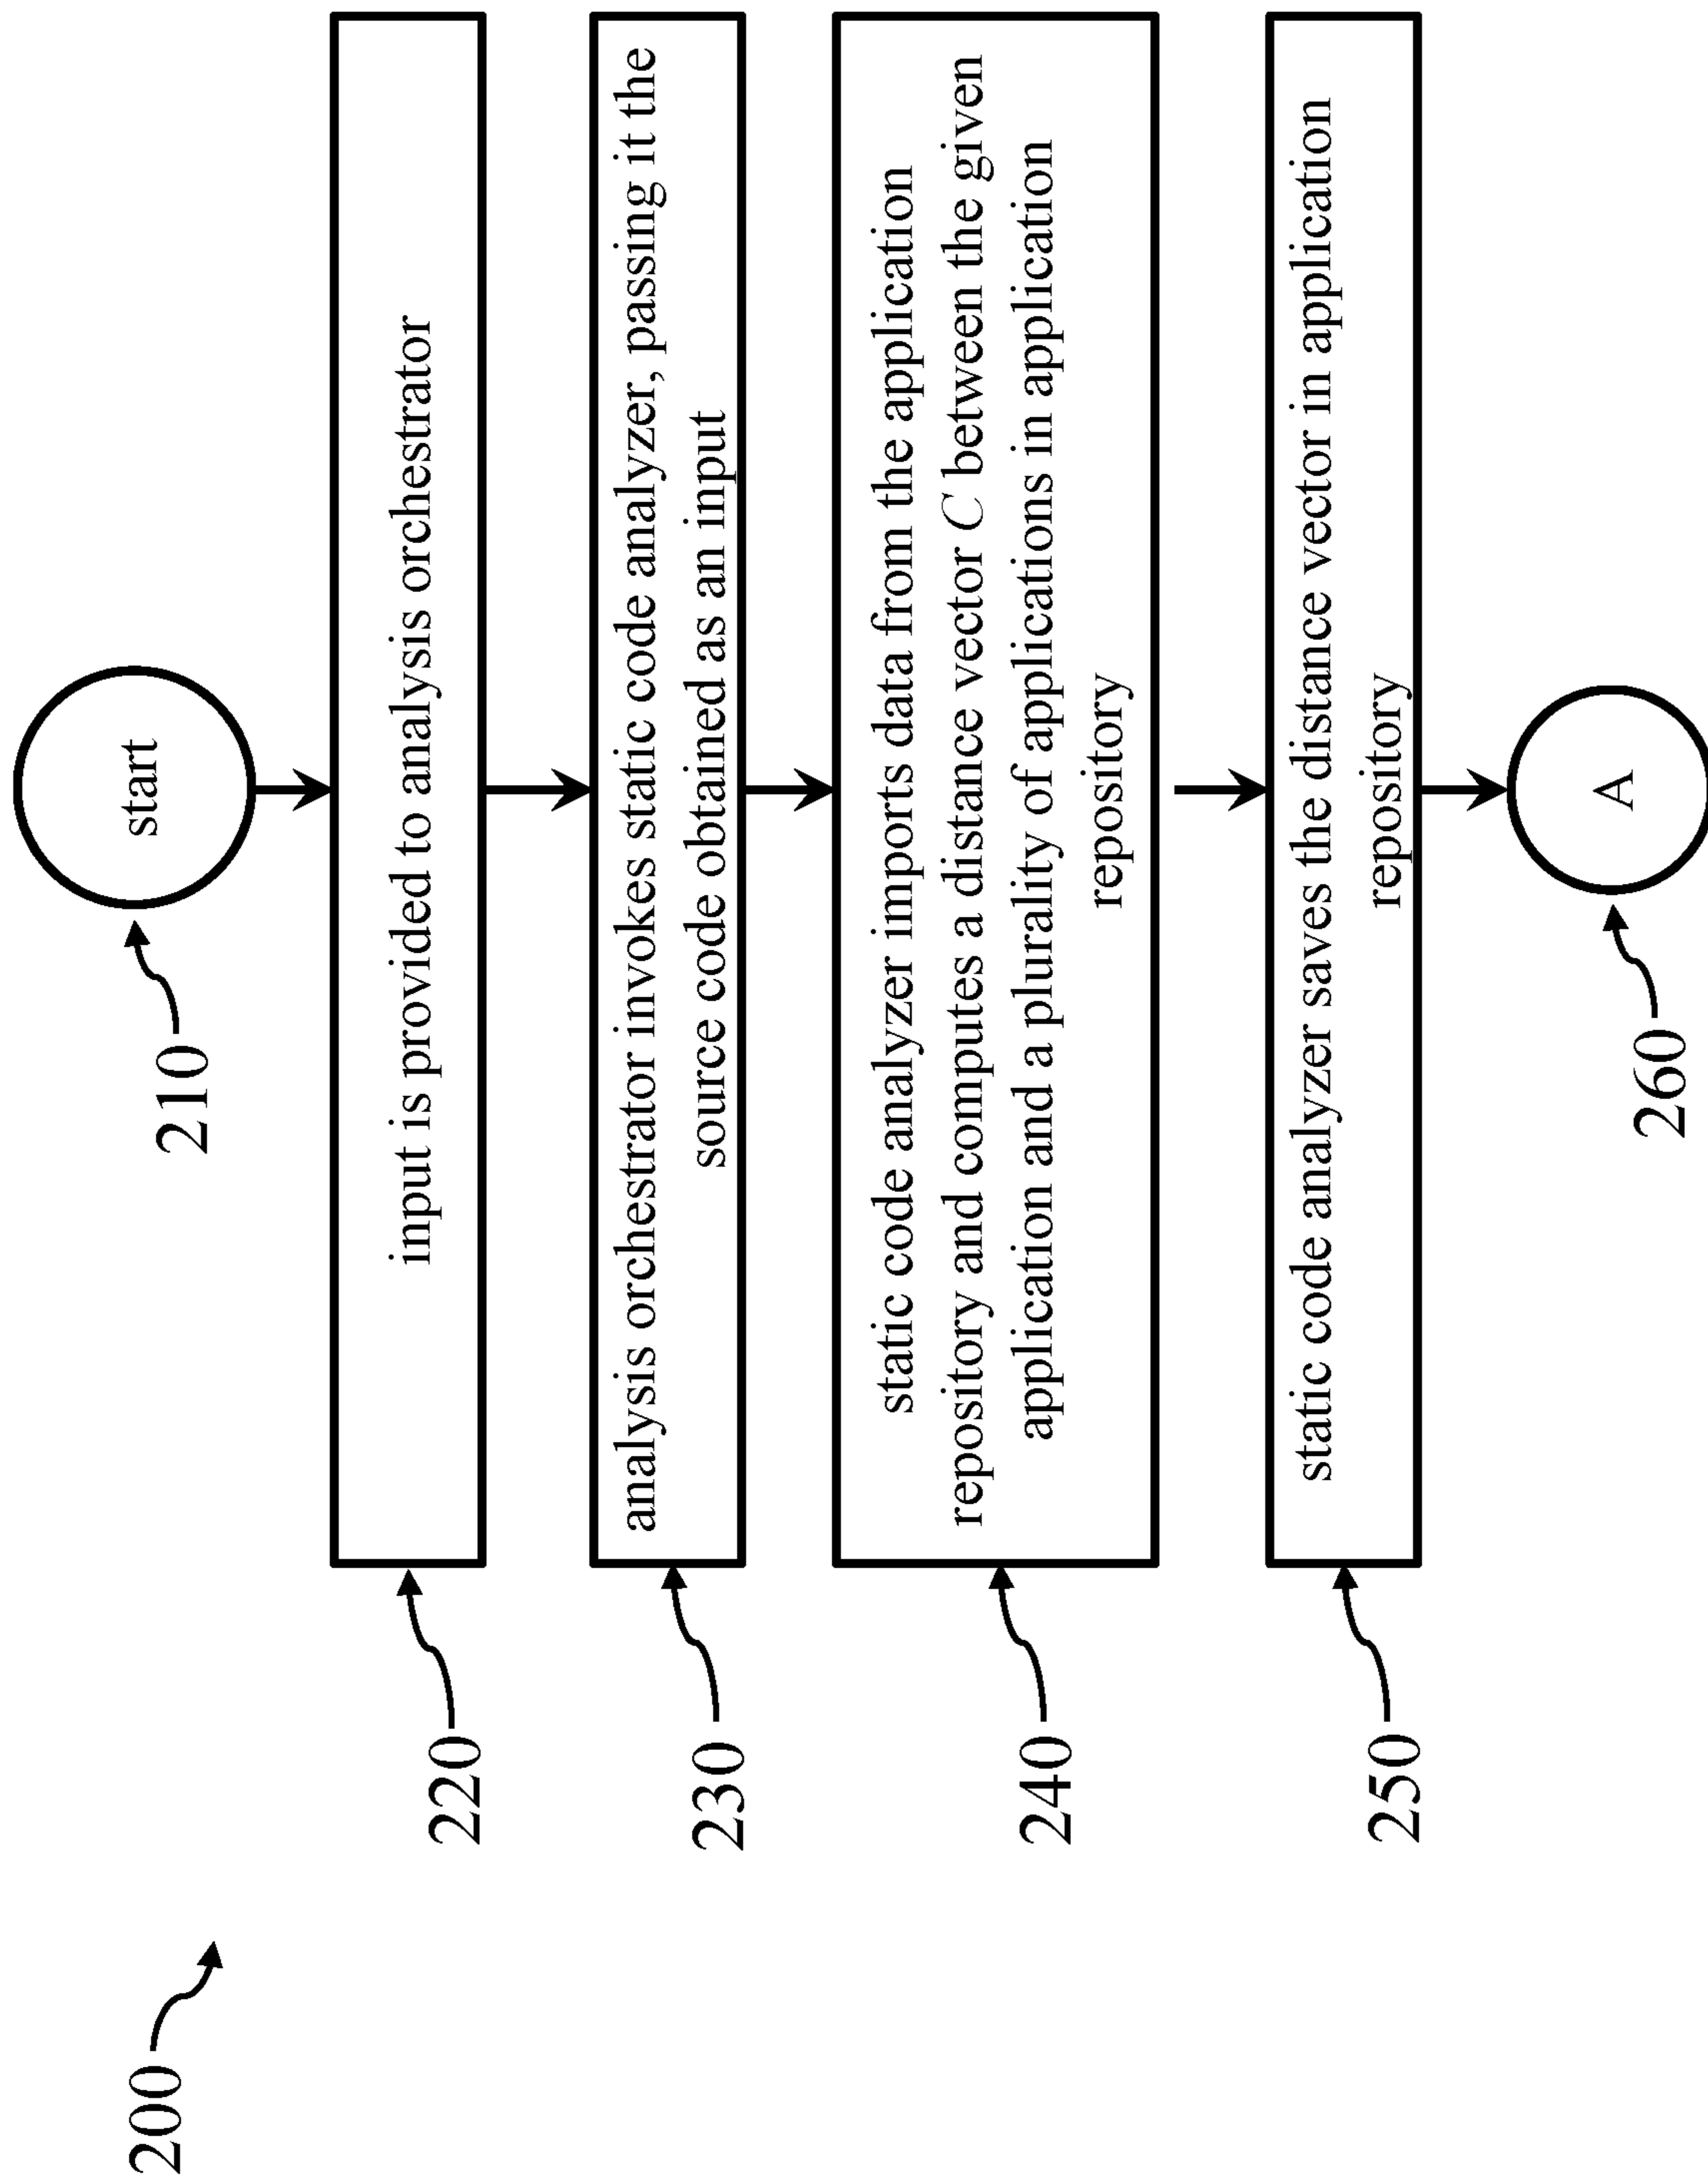 200
210
start
220
input is provided to analysis orchestrator
230
analysis orchestrator invokes static code analyzer, passing it the
source code obtained as an input
240
static code analyzer imports data from the application
repository and computes a distance vector C between the given
application and a plurality of applications in application
repository
250
static code analyzer saves the distance vector in application
repository
260
A